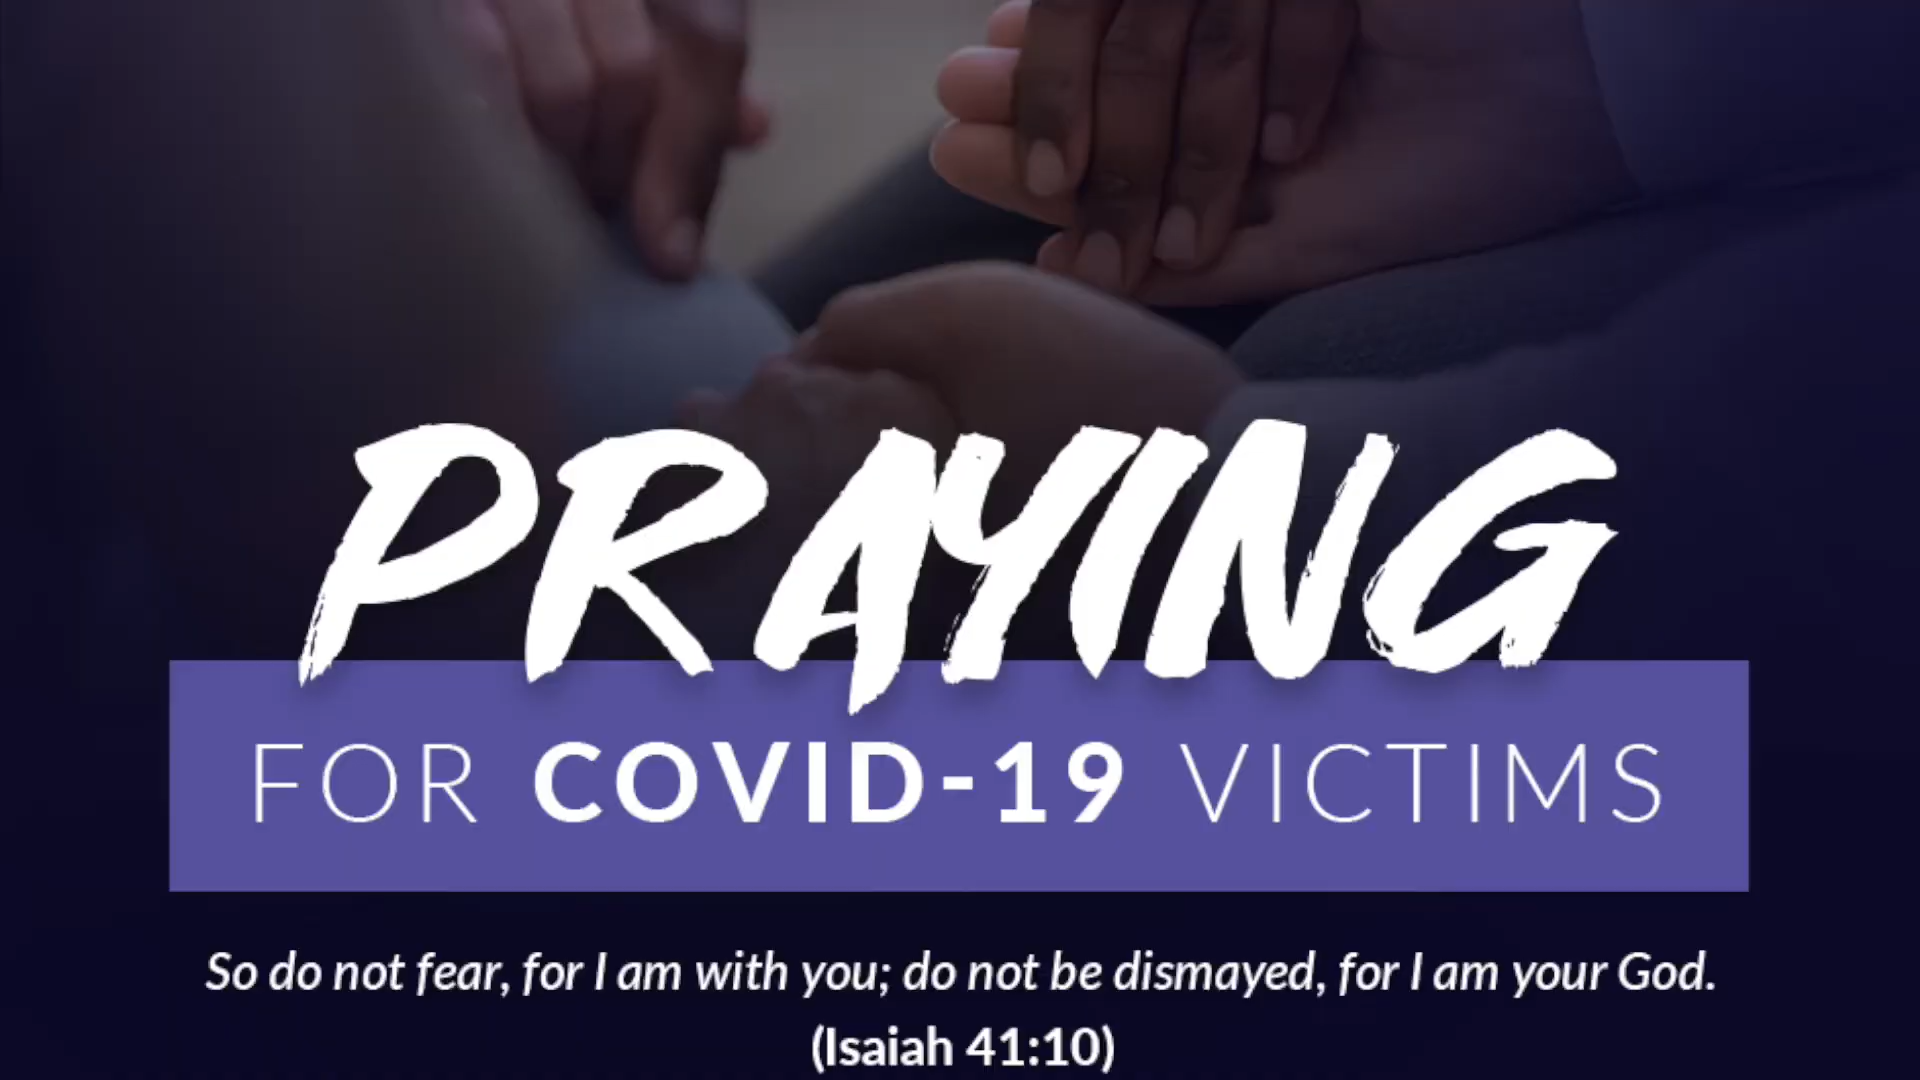 PRAYING
FOR COVID-19 VICTIMS
So do not fear, for I am with you; do not be dismayed, for I am your God.
(Isaiah 41:10)